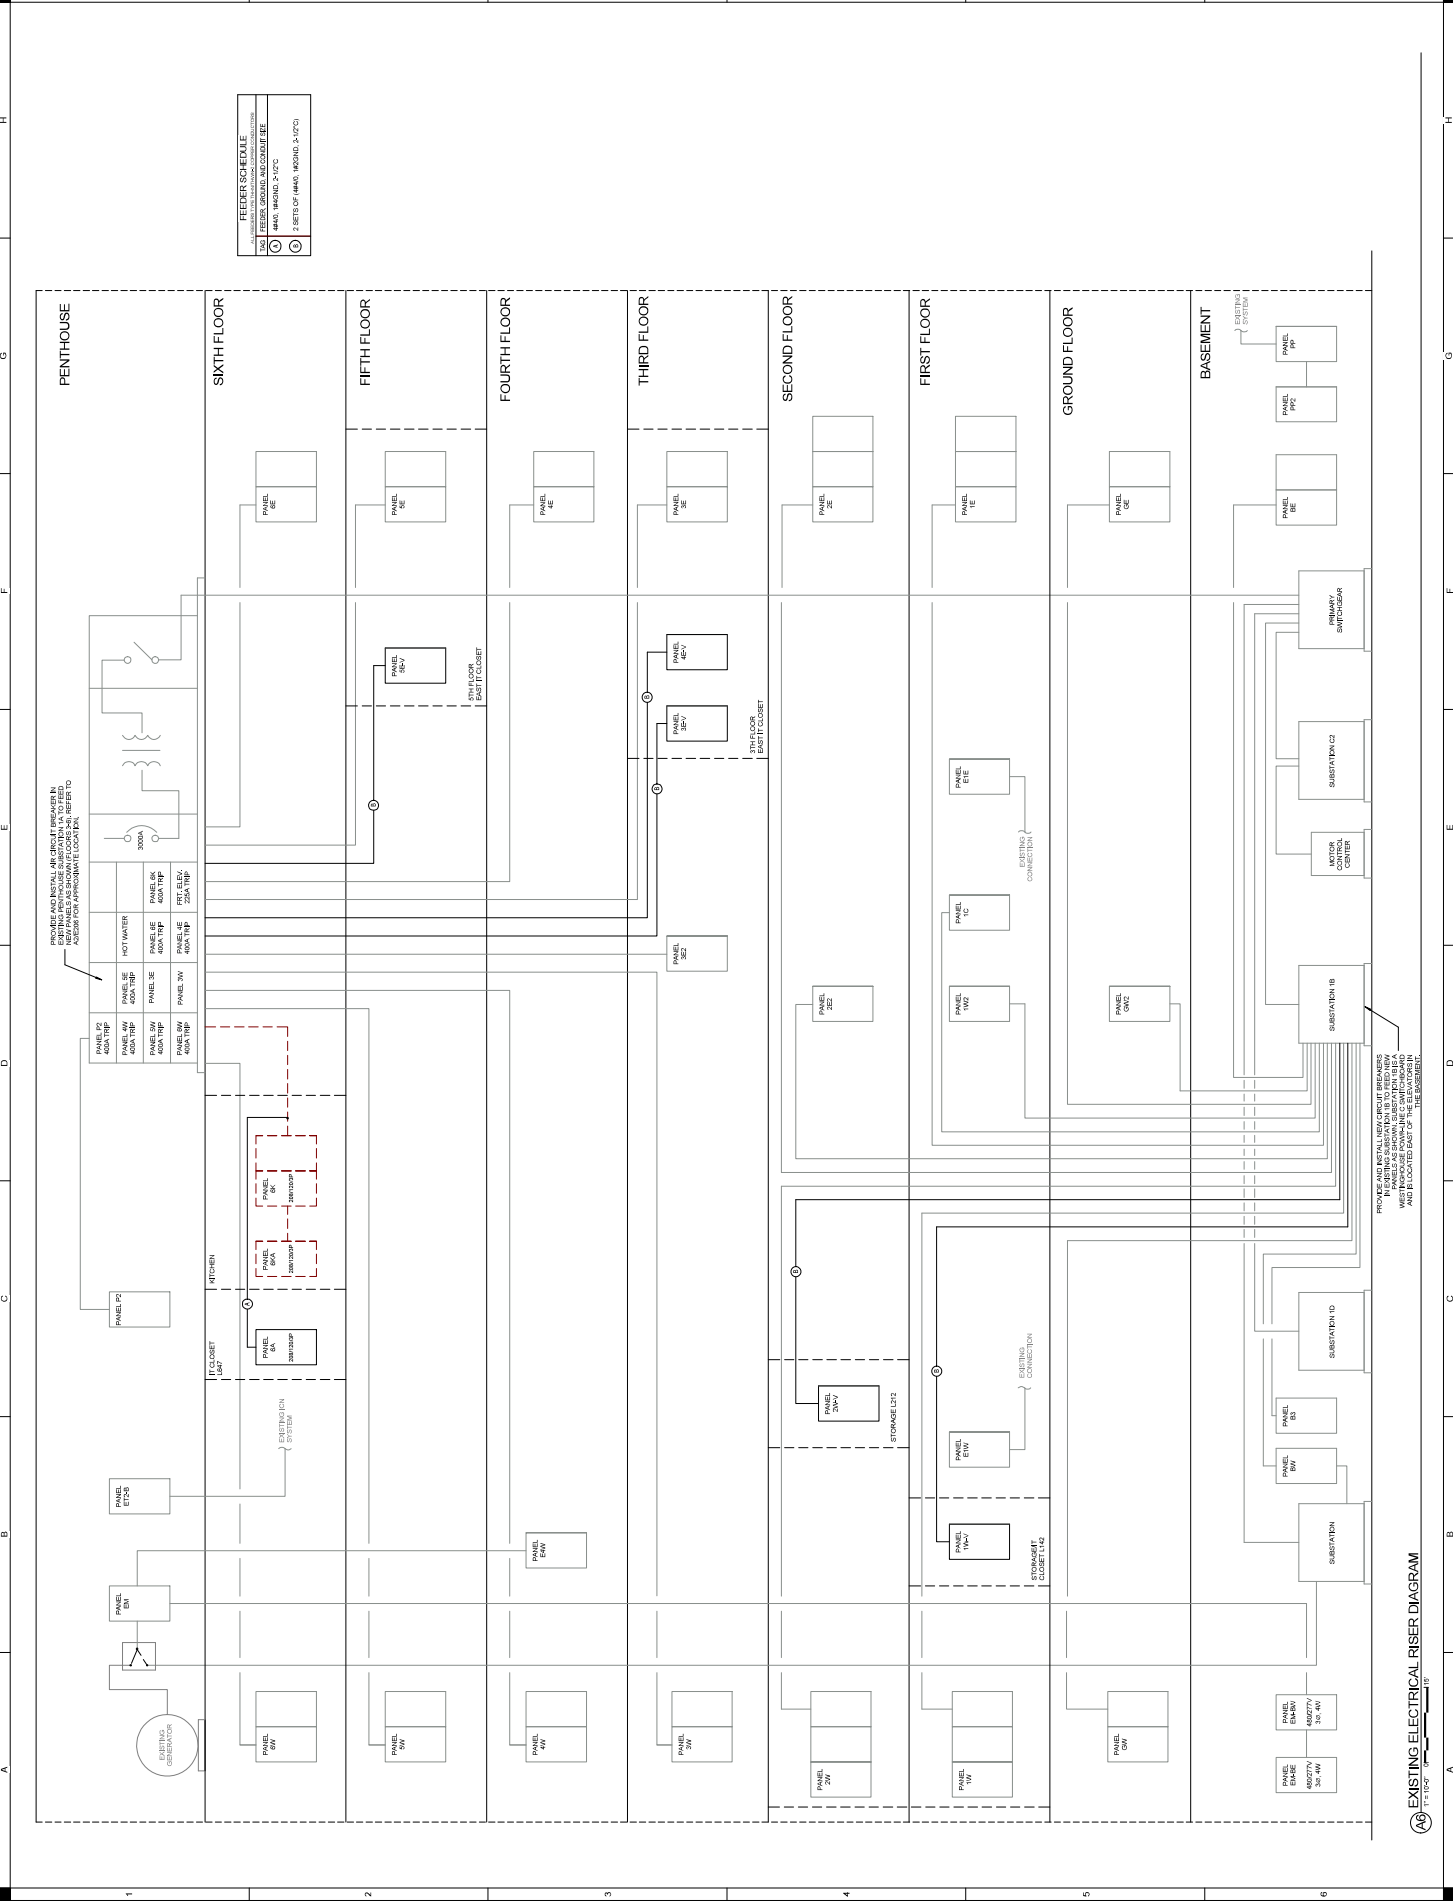 FEEDER SCHEDULE
TAG FEEDER, GROUND, AND CONDUIT SIZE
A 4#4/0, 1#4GND, 2-1/2"C
B 2 SETS OF (4#4/0, 1#2GND, 2-1/2"C)
PENTHOUSE
PROVIDE AND INSTALL AIR CIRCUIT BREAKER IN
EXISTING PENTHOUSE SUBSTATION 1A TO FEED
NEW PANELS AS SHOWN (FLOORS 3-6). REFER TO
A2/E206 FOR APPROXIMATE LOCATION.
3000A
PANEL P2
400A TRIP
PANEL 4W
400A TRIP
PANEL 5W
400A TRIP
PANEL 6W
400A TRIP
PANEL 5E
400A TRIP
PANEL 3E
PANEL 3W
HOT WATER
PANEL 6E
400A TRIP
PANEL 4E
400A TRIP
PANEL 6K
400A TRIP
FRT. ELEV.
225A TRIP
PANEL P2
PANEL
ET2-B
PANEL
EM
EXISTING
GENERATOR
SIXTH FLOOR
PANEL
6E
KITCHEN
PANEL
6K
208/120/3P
PANEL
6KA
208/120/3P
A
IT CLOSET
L647
PANEL
6A
208/120/3P
EXISTING ICN
SYSTEM
PANEL
6W
FIFTH FLOOR
PANEL
5E
PANEL
5E-V
5TH FLOOR
EAST IT CLOSET
B
PANEL
5W
FOURTH FLOOR
PANEL
4E
PANEL
E4W
PANEL
4W
THIRD FLOOR
PANEL
3E
PANEL
4E-V
B
PANEL
3E-V
3TH FLOOR
EAST IT CLOSET
B
PANEL
3E2
PANEL
3W
SECOND FLOOR
PANEL
2E
PANEL
2E2
B
PANEL
2W-V
STORAGE L212
PANEL
2W
FIRST FLOOR
PANEL
1E
PANEL
E1E
EXISTING
CONNECTION
PANEL
1C
PANEL
1W2
B
EXISTING
CONNECTION
PANEL
E1W
PANEL
1W-V
STORAGE/IT
CLOSET L142
PANEL
1W
GROUND FLOOR
PANEL
GE
PANEL
GW2
PANEL
GW
BASEMENT
EXISTING
SYSTEM
PANEL
PP
PANEL
PP2
PANEL
BE
PRIMARY
SWITCHGEAR
SUBSTATION C2
MOTOR
CONTROL
CENTER
SUBSTATION 1B
PROVIDE AND INSTALL NEW CIRCUIT BREAKERS
IN EXISTING SUBSTATION 1B TO FEED NEW
PANELS AS SHOWN. SUBSTATION 1B IS A
WESTINGHOUSE POWR-LINE C SWITCHBOARD
AND IS LOCATED EAST OF THE ELEVATORS IN
THE BASEMENT.
SUBSTATION 1D
PANEL
B3
PANEL
BW
SUBSTATION
PANEL
EM-BW
480/277V
3Ø, 4W
PANEL
EM-BE
480/277V
3Ø, 4W
A6 EXISTING ELECTRICAL RISER DIAGRAM
1" = 10'-0"
A
B
C
D
E
F
G
H
A
B
C
D
E
F
G
H
1
2
3
4
5
6